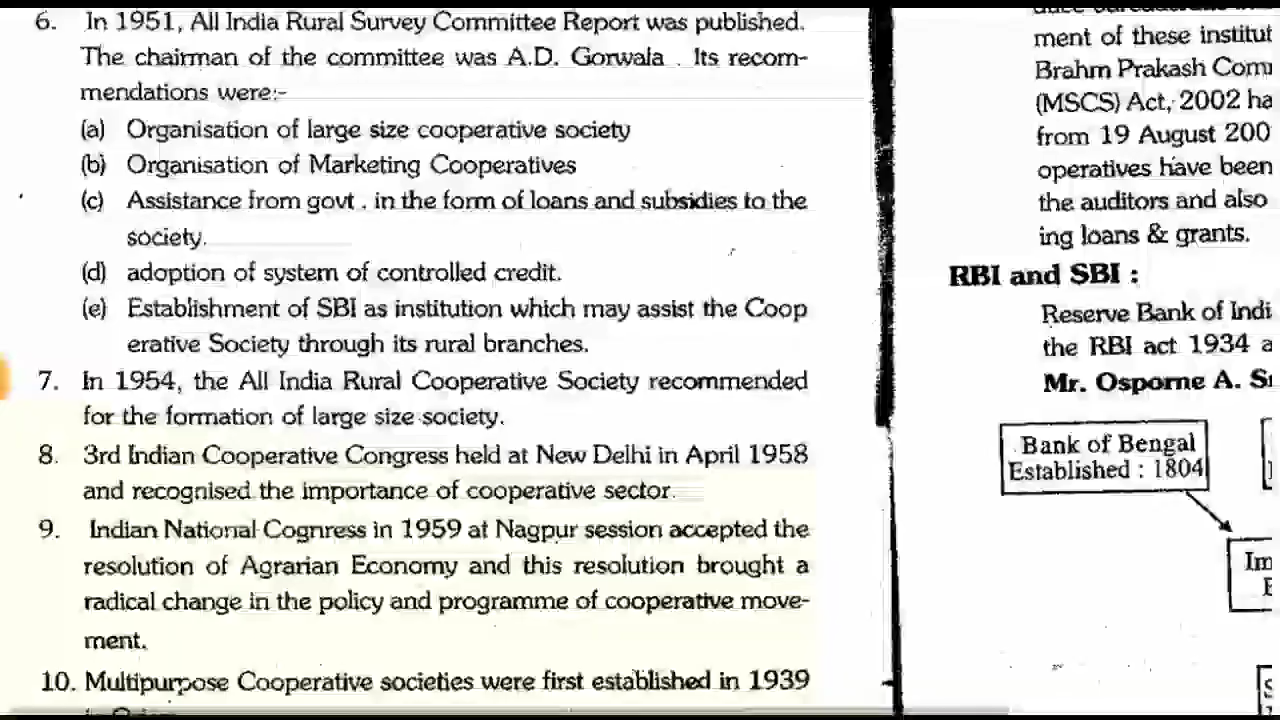 6. In 1951, All India Rural Survey Committee Report was published.
The chairman of the committee was A.D. Gorwala . Its recom-
mendations were:-
(a) Organisation of large size cooperative society
(b) Organisation of Marketing Cooperatives
(c) Assistance from govt . in the form of loans and subsidies to the
society.
(d) adoption of system of controlled credit.
(e) Establishment of SBI as institution which may assist the Coop
erative Society through its rural branches.
7. In 1954, the All India Rural Cooperative Society recommended
for the formation of large size society.
8. 3rd Indian Cooperative Congress held at New Delhi in April 1958
and recognised the importance of cooperative sector.
9. Indian National Cognress in 1959 at Nagpur session accepted the
resolution of Agrarian Economy and this resolution brought a
radical change in the policy and programme of cooperative move-
ment.
10. Multipurpose Cooperative societies were first established in 1939
ment of these institut
Brahm Prakash Com
(MSCS) Act, 2002 ha
from 19 August 200
operatives have been
the auditors and also
ing loans & grants.
RBI and SBI :
Reserve Bank of Indi
the RBI act 1934 a
Mr. Osporne A. S
Bank of Bengal
Established : 1804
Im